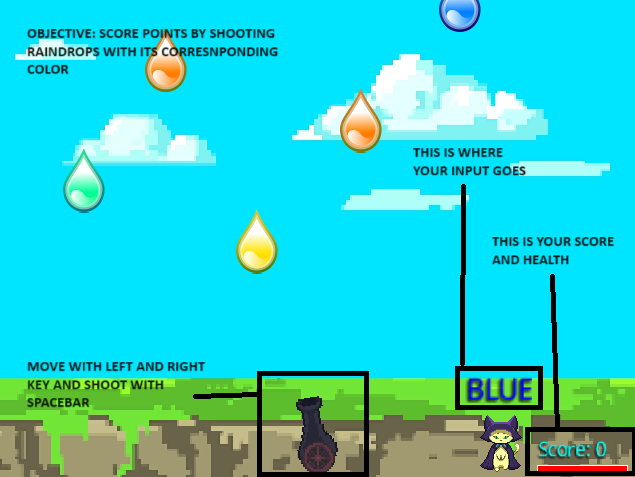 OBJECTIVE: SCORE POINTS BY SHOOTING
RAINDROPS WITH ITS CORRESNPONDING
COLOR
THIS IS WHERE
YOUR INPUT GOES
THIS IS YOUR SCORE
AND HEALTH
MOVE WITH LEFT AND RIGHT
KEY AND SHOOT WITH
SPACEBAR
BLUE
Score: 0